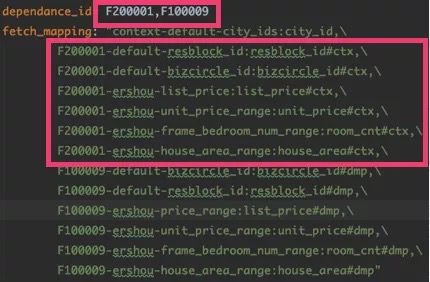 dependance_id: F200001,F100009
fetch_mapping: "context-default-city_ids:city_id,\
F200001-default-resblock_id:resblock_id#ctx,\
F200001-default-bizcircle_id:bizcircle_id#ctx,\
F200001-ershou-list_price:list_price#ctx,\
F200001-ershou-unit_price_range:unit_price#ctx,\
F200001-ershou-frame_bedroom_num_range:room_cnt#ctx,\
F200001-ershou-house_area_range:house_area#ctx,\
F100009-default-bizcircle_id:bizcircle_id#dmp,\
F100009-default-resblock_id:resblock_id#dmp,\
F100009-ershou-price_range:list_price#dmp,\
F100009-ershou-unit_price_range:unit_price#dmp,\
F100009-ershou-frame_bedroom_num_range:room_cnt#dmp,\
F100009-ershou-house_area_range:house_area#dmp"